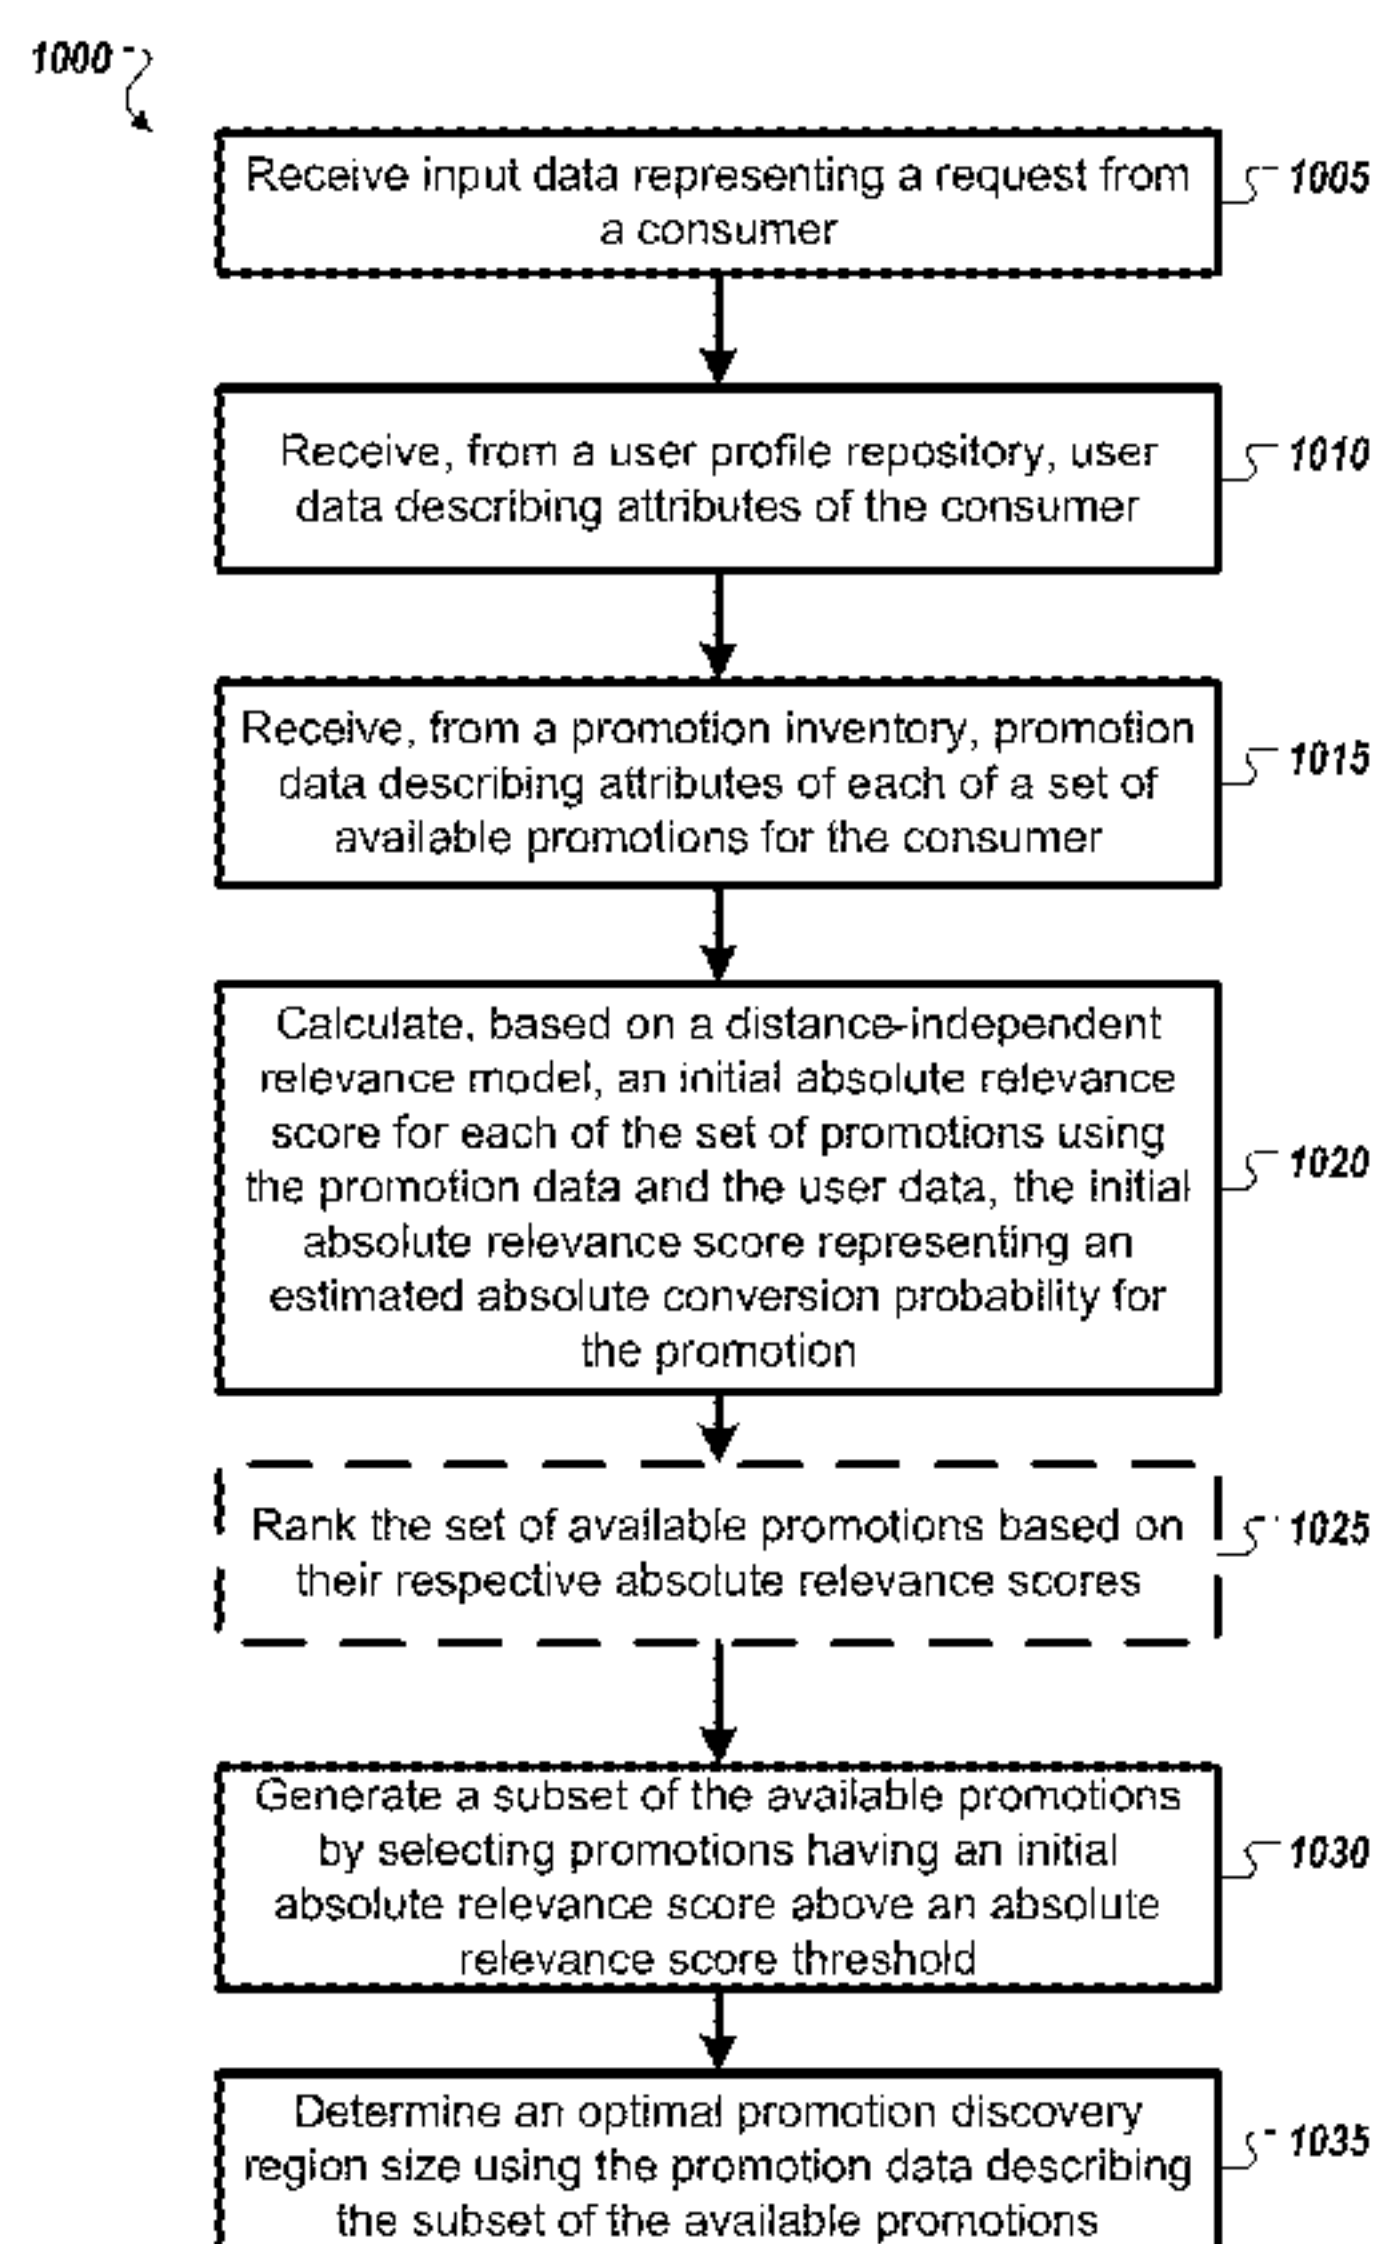 1000
Receive input data representing a request from
a consumer
1005
Receive, from a user profile repository, user
data describing attributes of the consumer
1010
Receive, from a promotion inventory, promotion
data describing attributes of each of a set of
available promotions for the consumer
1015
Calculate, based on a distance-independent
relevance model, an initial absolute relevance
score for each of the set of promotions using
the promotion data and the user data, the initial
absolute relevance score representing an
estimated absolute conversion probability for
the promotion
1020
Rank the set of available promotions based on
their respective absolute relevance scores
1025
Generate a subset of the available promotions
by selecting promotions having an initial
absolute relevance score above an absolute
relevance score threshold
1030
Determine an optimal promotion discovery
region size using the promotion data describing
the subset of the available promotions
1035